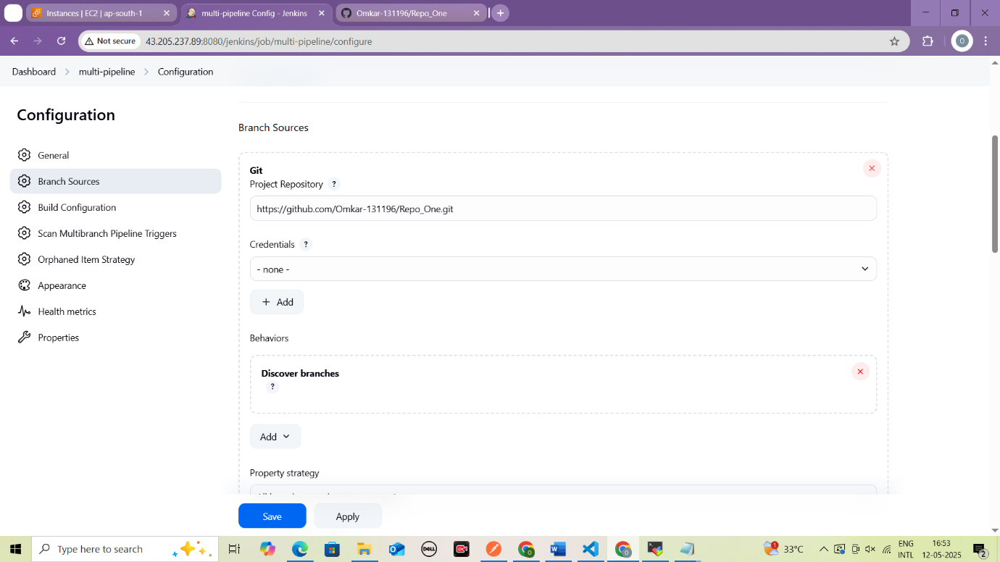 Instances | EC2 | ap-south-1
multi-pipeline Config - Jenkins
Omkar-131196/Repo_One
Not secure
43.205.237.89:8080/jenkins/job/multi-pipeline/configure
O
Dashboard
multi-pipeline
Configuration
Configuration
General
Branch Sources
Build Configuration
Scan Multibranch Pipeline Triggers
Orphaned Item Strategy
Appearance
Health metrics
Properties
Branch Sources
Git
Project Repository ?
https://github.com/Omkar-131196/Repo_One.git
Credentials ?
- none -
+ Add
Behaviors
Discover branches
?
Add
Property strategy
Save
Apply
Type here to search
DELL
1
33°C
ENG
INTL
16:53
12-05-2025
2